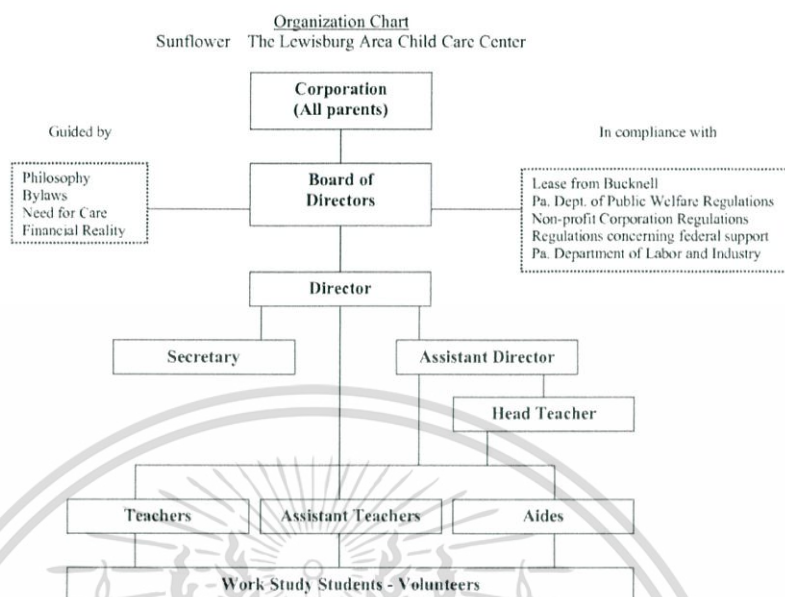 Organization Chart
Sunflower The Lewisburg Area Child Care Center
Corporation
(All parents)
Guided by
In compliance with
Philosophy
Bylaws
Need for Care
Financial Reality
Board of
Directors
Lease from Bucknell
Pa. Dept. of Public Welfare Regulations
Non-profit Corporation Regulations
Regulations concerning federal support
Pa. Department of Labor and Industry
Director
Secretary
Assistant Director
Head Teacher
Teachers
Assistant Teachers
Aides
Work Study Students - Volunteers